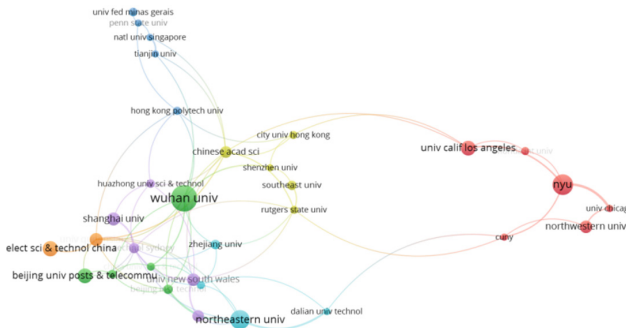 univ fed minas gerais
penn state univ
natl univ singapore
tianjin univ
hong kong polytech univ
city univ hong kong
chinese acad sci
univ calif los angeles
shenzhen univ
huazhong univ sci & technol
southeast univ
nyu
wuhan univ
rutgers state univ
univ chicag
shanghai univ
northwestern univ
cuny
elect sci & technol china
zhejiang univ
beijing univ posts & telecommu
univ new south wales
dalian univ technol
northeastern univ